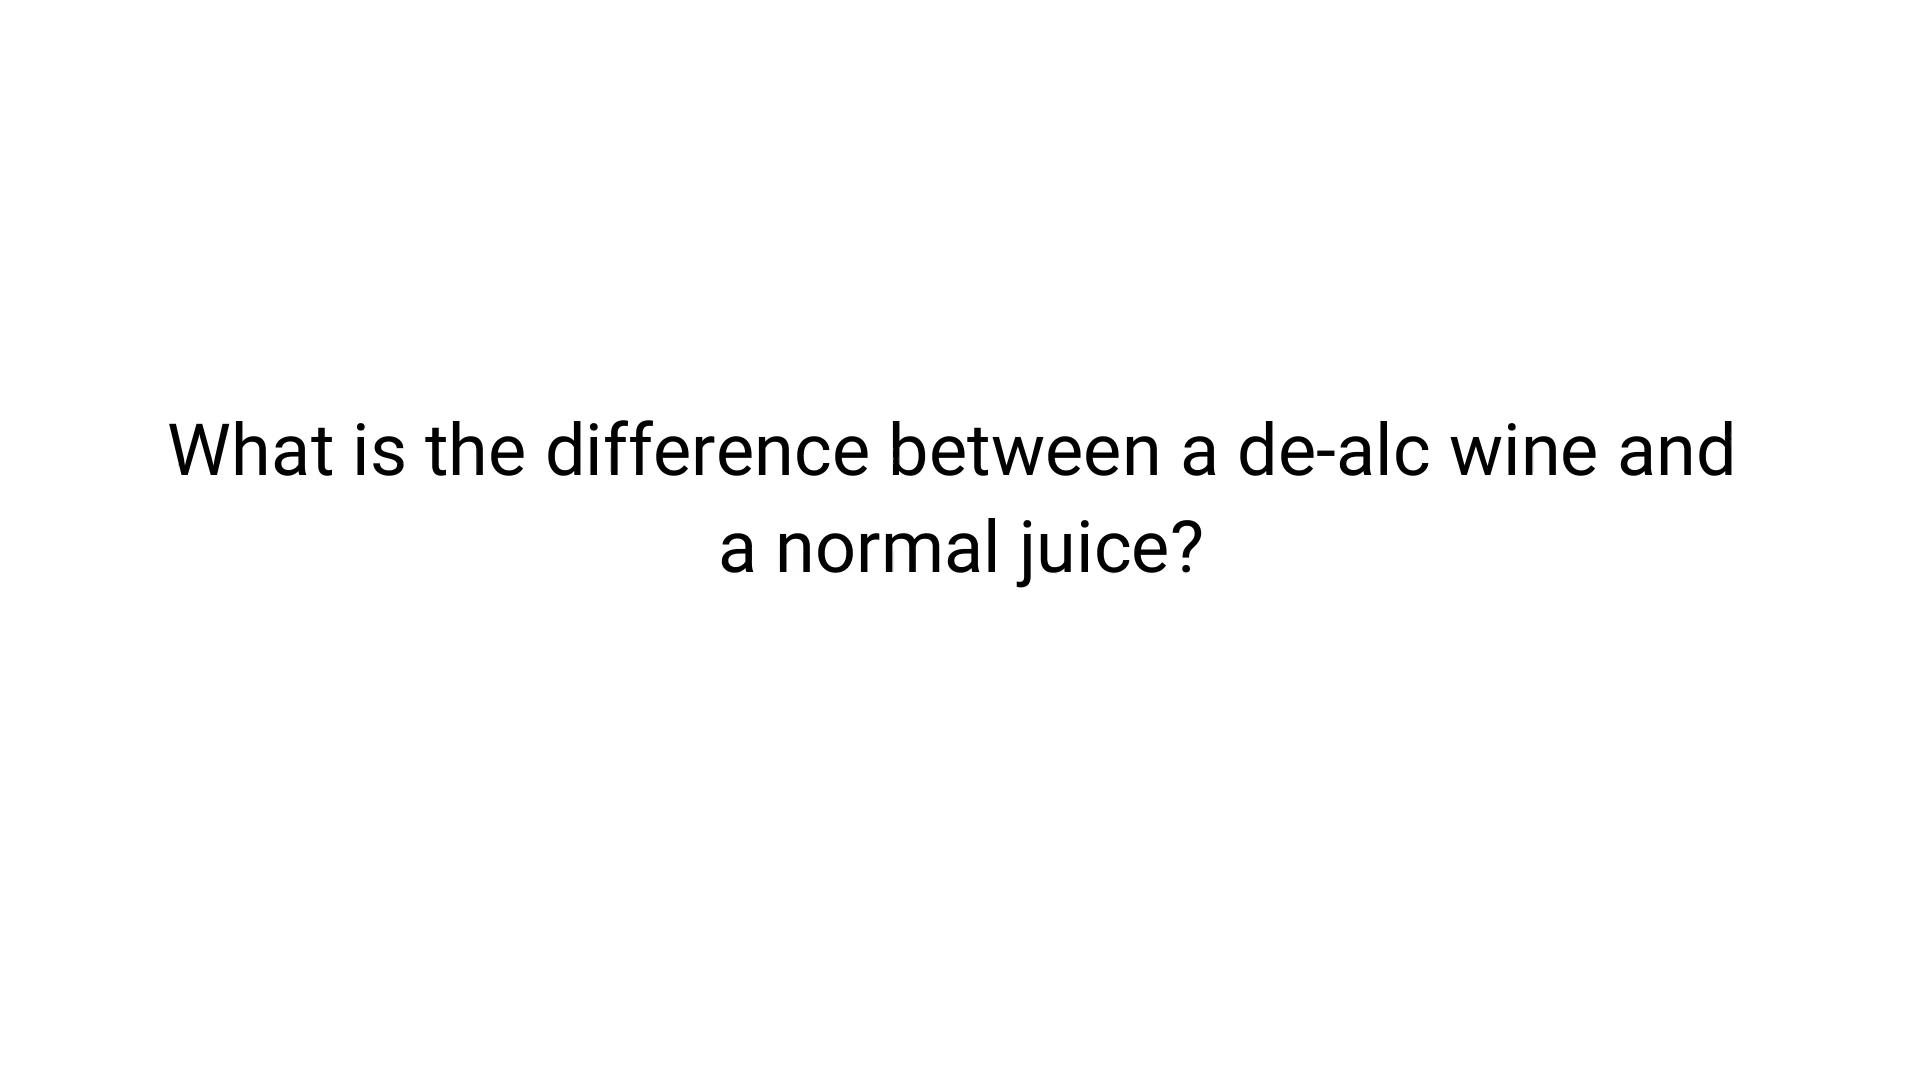 What is the difference between a de-alc wine and
a normal juice?